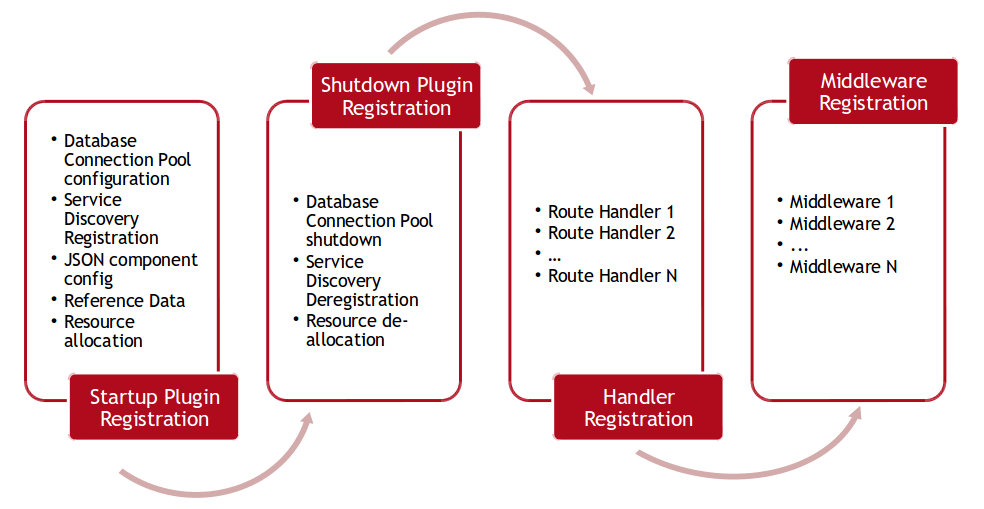 • Database
Connection Pool
configuration
• Service
Discovery
Registration
• JSON component
config
• Reference Data
• Resource
allocation
Startup Plugin
Registration
Shutdown Plugin
Registration
• Database
Connection Pool
shutdown
• Service
Discovery
Deregistration
• Resource de-
allocation
• Route Handler 1
• Route Handler 2
• …
• Route Handler N
Handler
Registration
Middleware
Registration
• Middleware 1
• Middleware 2
• ...
• Middleware N